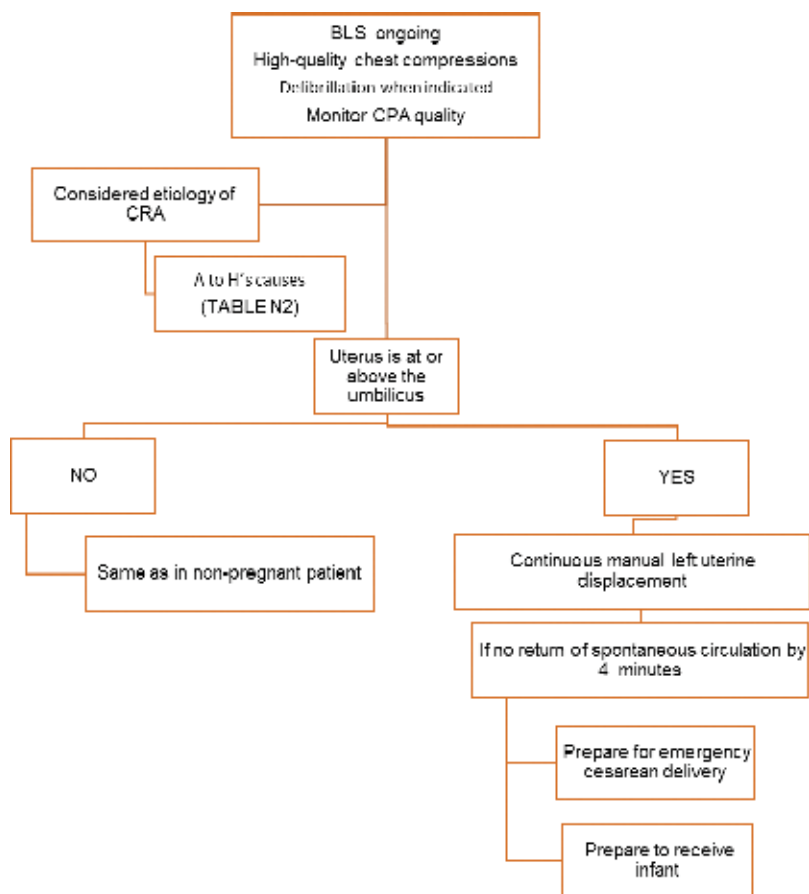 BLS ongoing
High-quality chest compressions
Defibrillation when indicated
Monitor CPA quality
Considered etiology of
CRA
A to H's causes
(TABLE N2)
Uterus is at or
above the
umbilicus
NO
YES
Same as in non-pregnant patient
Continuous manual left uterine
displacement
If no return of spontaneous circulation by
4 minutes
Prepare for emergency
cesarean delivery
Prepare to receive
infant